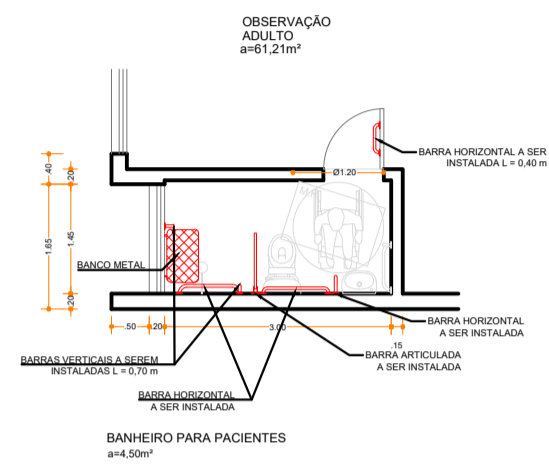 OBSERVAÇÃO
ADULTO
a=61,21m²
BARRA HORIZONTAL A SER
INSTALADA L = 0,40 m
Ø1.20
.40
.20
1.65
1.45
.20
BANCO METAL
.50
.20
3.00
.15
BARRA HORIZONTAL
A SER INSTALADA
BARRA ARTICULADA
A SER INSTALADA
BARRAS VERTICAIS A SEREM
INSTALADAS L = 0,70 m
BARRA HORIZONTAL
A SER INSTALADA
BANHEIRO PARA PACIENTES
a=4,50m²